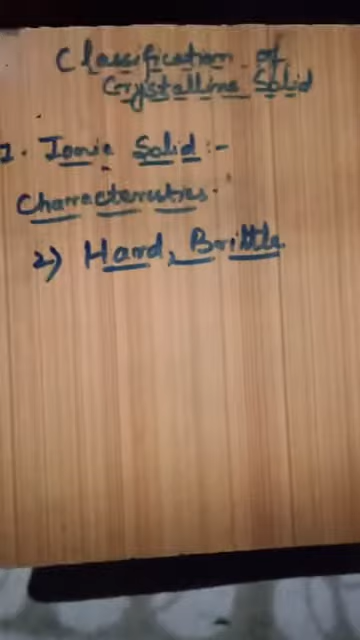 Classification of
Crystalline Solid
1. Ionic Solid :-
Characteristics.
2) Hard, Brittle.